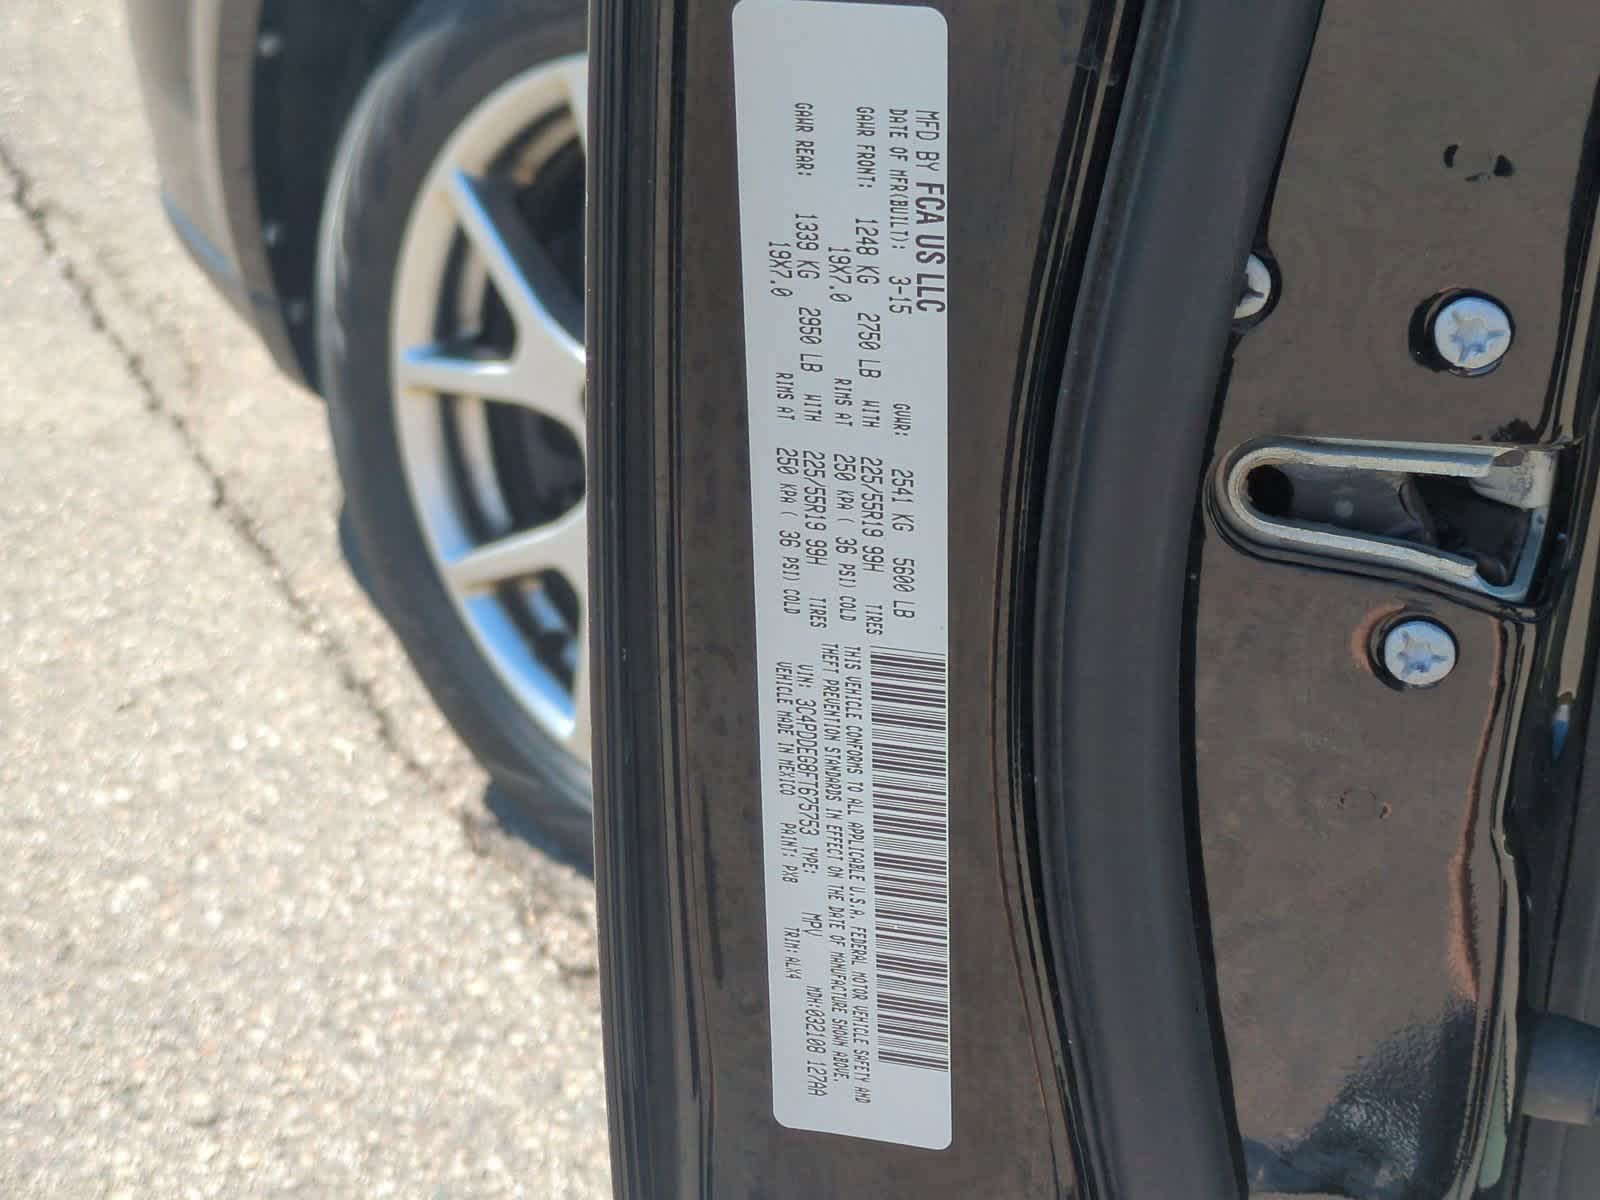 MFD BY FCA US LLC
DATE OF MFR(BUILT): 3-15 GVWR: 2541 KG 5600 LB
GAWR FRONT: 1248 KG 2750 LB WITH 225/55R19 99H TIRES
19X7.0 RIMS AT 250 KPA ( 36 PSI) COLD
GAWR REAR: 1339 KG 2950 LB WITH 225/55R19 99H TIRES
19X7.0 RIMS AT 250 KPA ( 36 PSI) COLD
THIS VEHICLE CONFORMS TO ALL APPLICABLE U.S.A. FEDERAL MOTOR VEHICLE SAFETY AND
THEFT PREVENTION STANDARDS IN EFFECT ON THE DATE OF MANUFACTURE SHOWN ABOVE.
VIN: 3C4PDDEG8FT675753 TYPE: MPV MDH:032108 127AA
VEHICLE MADE IN MEXICO PAINT: PX8 TRIM:ALX4